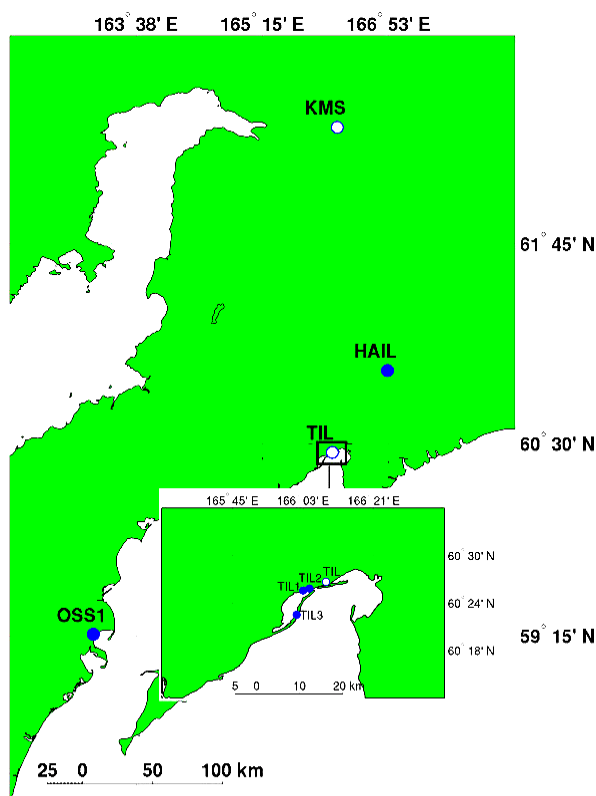 163° 38' E 165° 15' E 166° 53' E
KMS
61° 45' N
HAIL
TIL
60° 30' N
165° 45' E 166° 03' E 166° 21' E
60° 30' N
TIL
TIL2
TIL1
60° 24' N
TIL3
OSS1
59° 15' N
60° 18' N
5 0 10 20 km
25 0 50 100 km